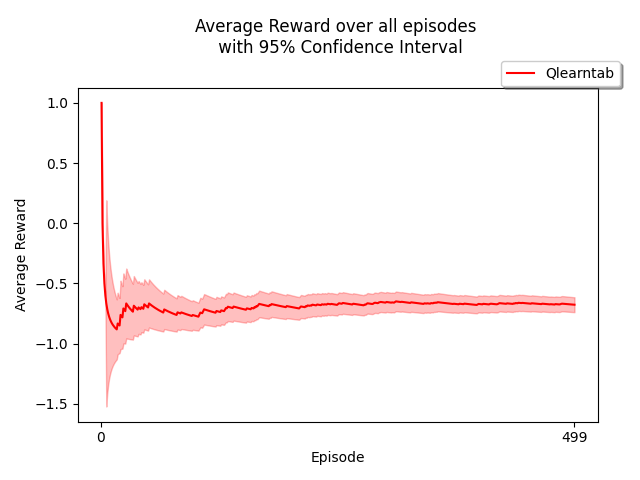 Average Reward over all episodes
with 95% Confidence Interval
Qlearntab
1.0
0.5
0.0
−0.5
−1.0
−1.5
Average Reward
0
499
Episode